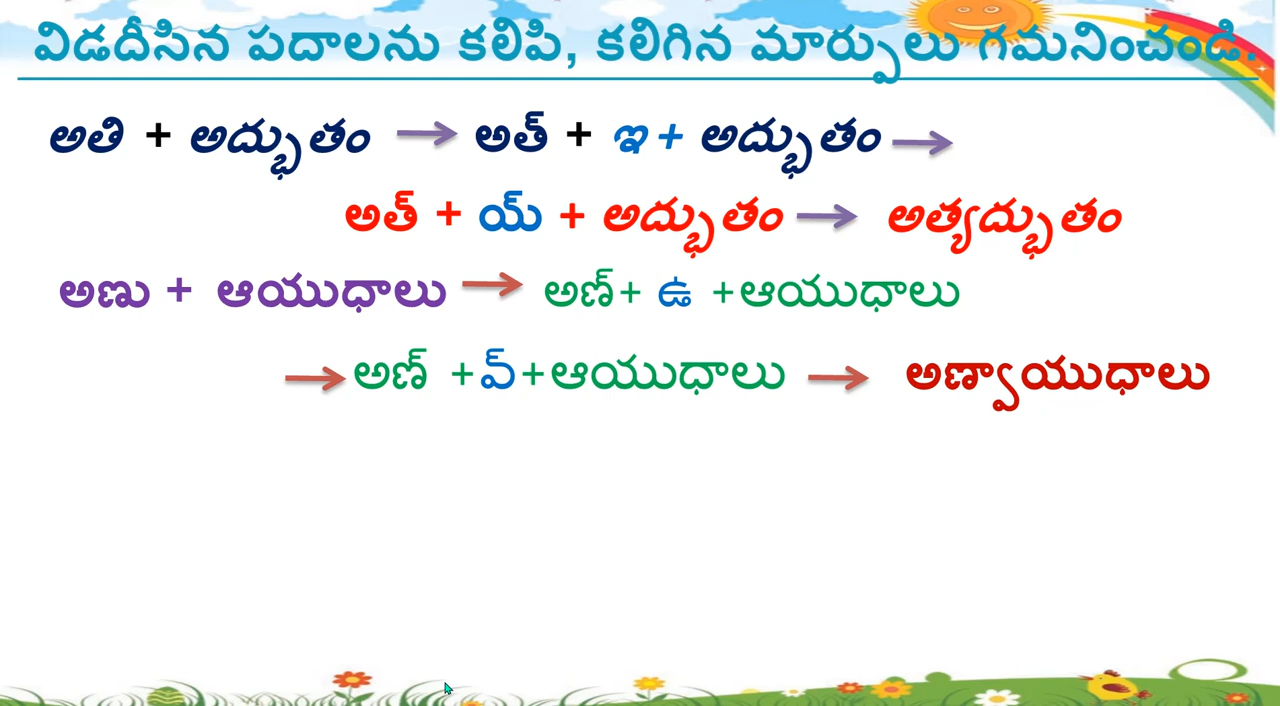 విడదీసిన పదాలను కలిపి, కలిగిన మార్పులు గమనించండి.
అతి + అద్భుతం → అత్ + ఇ + అద్భుతం →
అత్ + య్ + అద్భుతం → అత్యద్భుతం
అణు + ఆయుధాలు → అణ్+ ఉ +ఆయుధాలు
→ అణ్ +వ్+ఆయుధాలు → అణ్వాయుధాలు